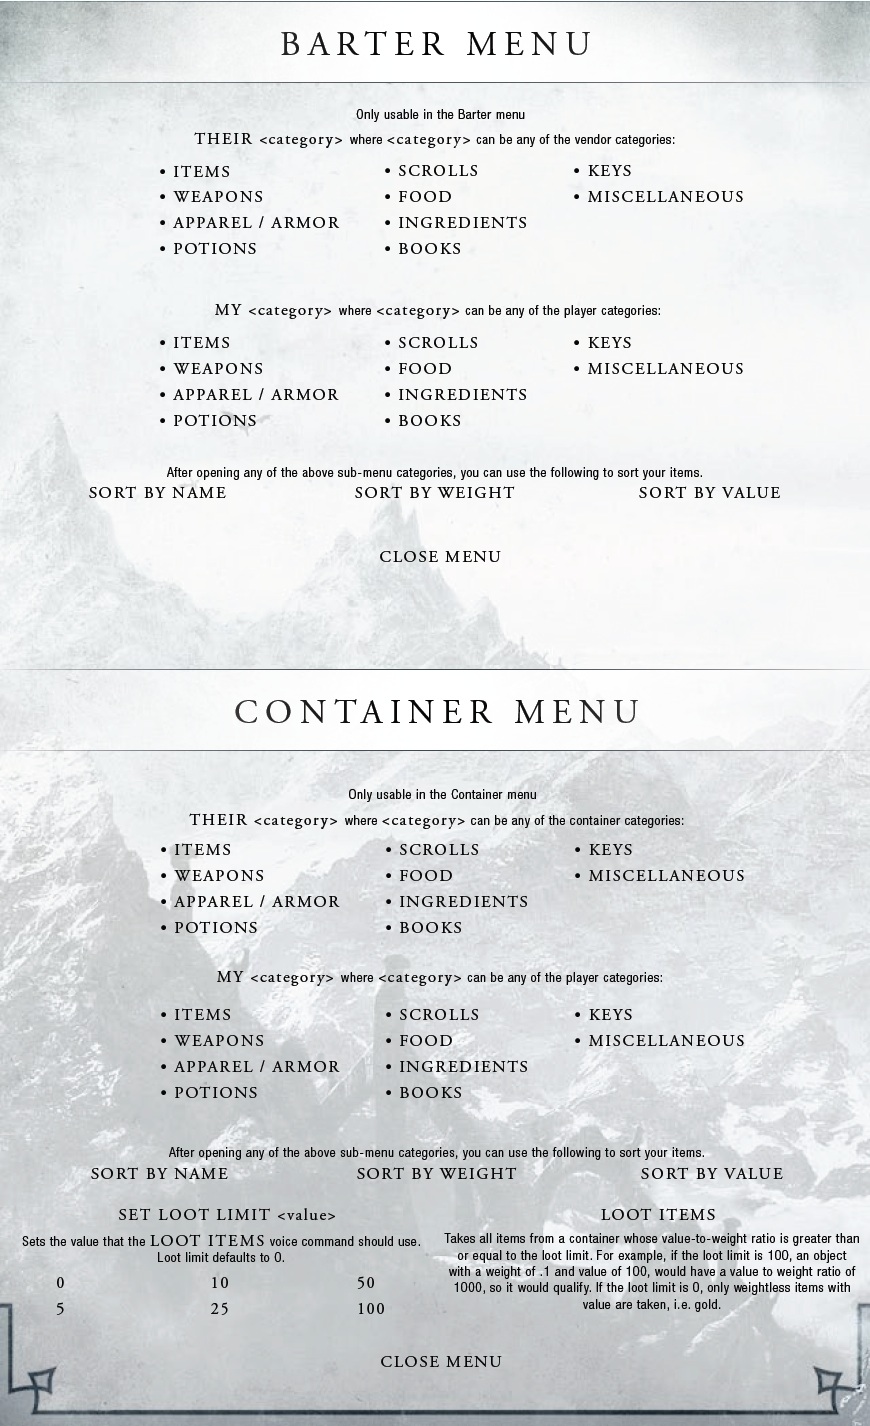 BARTER MENU
Only usable in the Barter menu
THEIR <category> where <category> can be any of the vendor categories:
• ITEMS • SCROLLS • KEYS
• WEAPONS • FOOD • MISCELLANEOUS
• APPAREL / ARMOR • INGREDIENTS
• POTIONS • BOOKS
MY <category> where <category> can be any of the player categories:
• ITEMS • SCROLLS • KEYS
• WEAPONS • FOOD • MISCELLANEOUS
• APPAREL / ARMOR • INGREDIENTS
• POTIONS • BOOKS
After opening any of the above sub-menu categories, you can use the following to sort your items.
SORT BY NAME SORT BY WEIGHT SORT BY VALUE
CLOSE MENU
CONTAINER MENU
Only usable in the Container menu
THEIR <category> where <category> can be any of the container categories:
• ITEMS • SCROLLS • KEYS
• WEAPONS • FOOD • MISCELLANEOUS
• APPAREL / ARMOR • INGREDIENTS
• POTIONS • BOOKS
MY <category> where <category> can be any of the player categories:
• ITEMS • SCROLLS • KEYS
• WEAPONS • FOOD • MISCELLANEOUS
• APPAREL / ARMOR • INGREDIENTS
• POTIONS • BOOKS
After opening any of the above sub-menu categories, you can use the following to sort your items.
SORT BY NAME SORT BY WEIGHT SORT BY VALUE
SET LOOT LIMIT <value>
Sets the value that the LOOT ITEMS voice command should use.
Loot limit defaults to 0.
0 10 50
5 25 100
LOOT ITEMS
Takes all items from a container whose value-to-weight ratio is greater than
or equal to the loot limit. For example, if the loot limit is 100, an object
with a weight of .1 and value of 100, would have a value to weight ratio of
1000, so it would qualify. If the loot limit is 0, only weightless items with
value are taken, i.e. gold.
CLOSE MENU